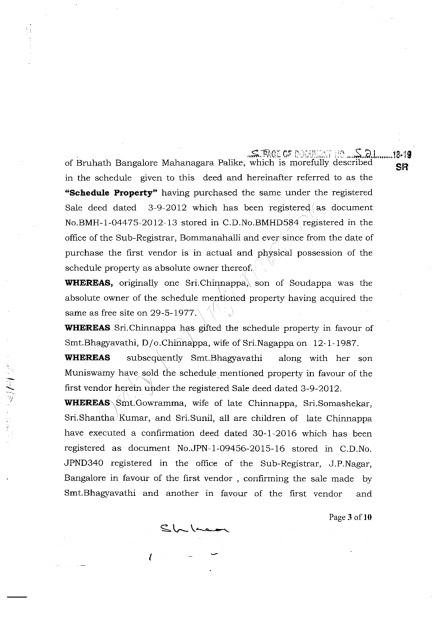 5 PAGE OF DOCUMENT NO. 521 18-19
SR
of Bruhath Bangalore Mahanagara Palike, which is morefully described
in the schedule given to this deed and hereinafter referred to as the
"Schedule Property" having purchased the same under the registered
Sale deed dated 3-9-2012 which has been registered as document
No.BMH-1-04475-2012-13 stored in C.D.No.BMHD584 registered in the
office of the Sub-Registrar, Bommanahalli and ever since from the date of
purchase the first vendor is in actual and physical possession of the
schedule property as absolute owner thereof.
WHEREAS, originally one Sri.Chinnappa, son of Soudappa was the
absolute owner of the schedule mentioned property having acquired the
same as free site on 29-5-1977.
WHEREAS Sri.Chinnappa has gifted the schedule property in favour of
Smt.Bhagyavathi, D/o.Chinnappa, wife of Sri.Nagappa on 12-1-1987.
WHEREAS subsequently Smt.Bhagyavathi along with her son
Muniswamy have sold the schedule mentioned property in favour of the
first vendor herein under the registered Sale deed dated 3-9-2012.
WHEREAS Smt.Gowramma, wife of late Chinnappa, Sri.Somashekar,
Sri.Shantha Kumar, and Sri.Sunil, all are children of late Chinnappa
have executed a confirmation deed dated 30-1-2016 which has been
registered as document No.JPN-1-09456-2015-16 stored in C.D.No.
JPND340 registered in the office of the Sub-Registrar, J.P.Nagar,
Bangalore in favour of the first vendor , confirming the sale made by
Smt.Bhagyavathi and another in favour of the first vendor and
Page 3 of 10